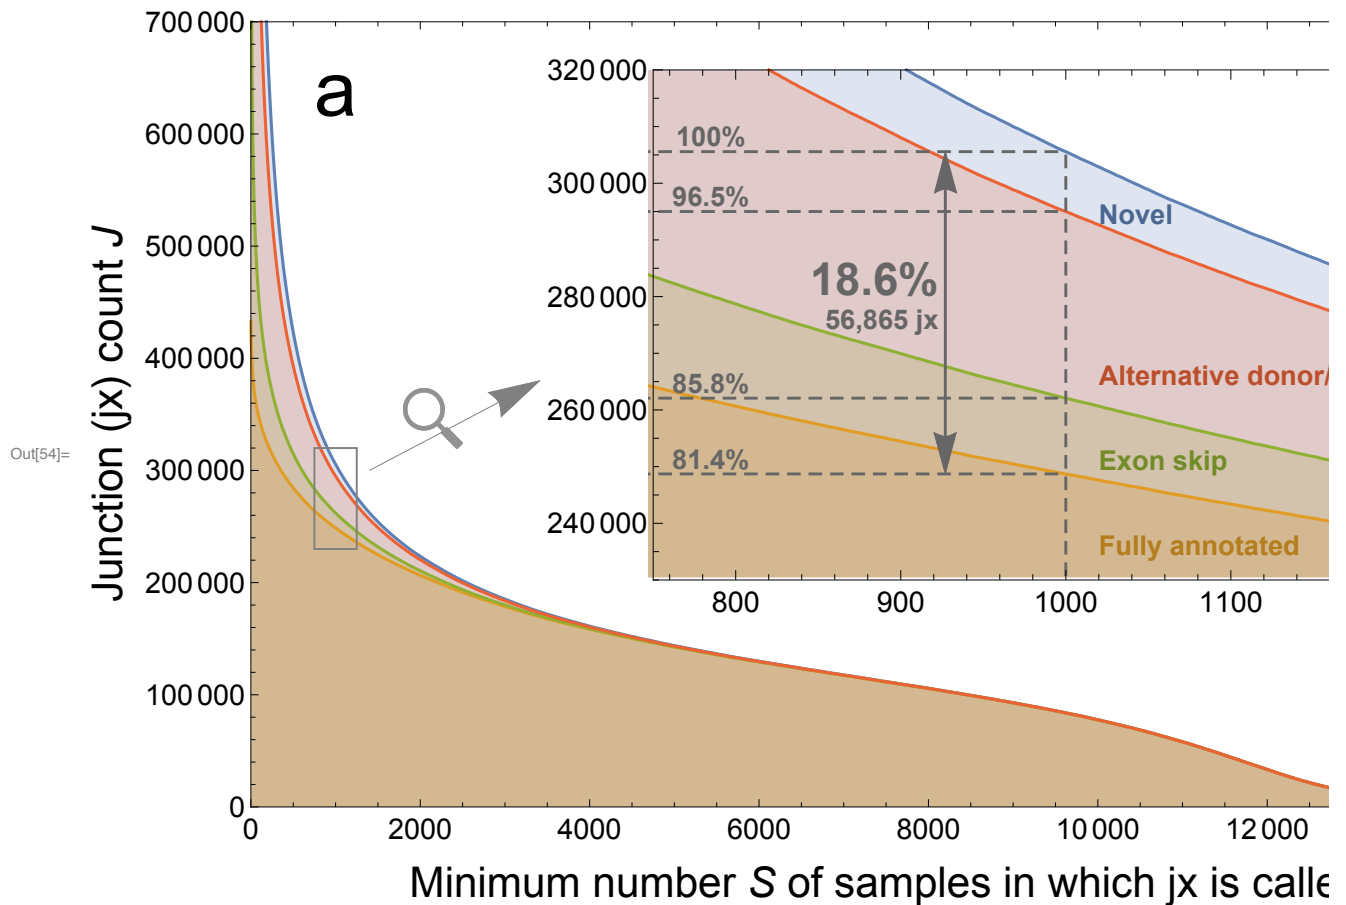 Out[54]=
a
Junction (jx) count J
700 000
600 000
500 000
400 000
300 000
200 000
100 000
0
0 2000 4000 6000 8000 10 000 12 000
Minimum number S of samples in which jx is calle
320 000
300 000
280 000
260 000
240 000
800 900 1000 1100
100%
96.5%
85.8%
81.4%
18.6%
56,865 jx
Novel
Alternative donor/
Exon skip
Fully annotated